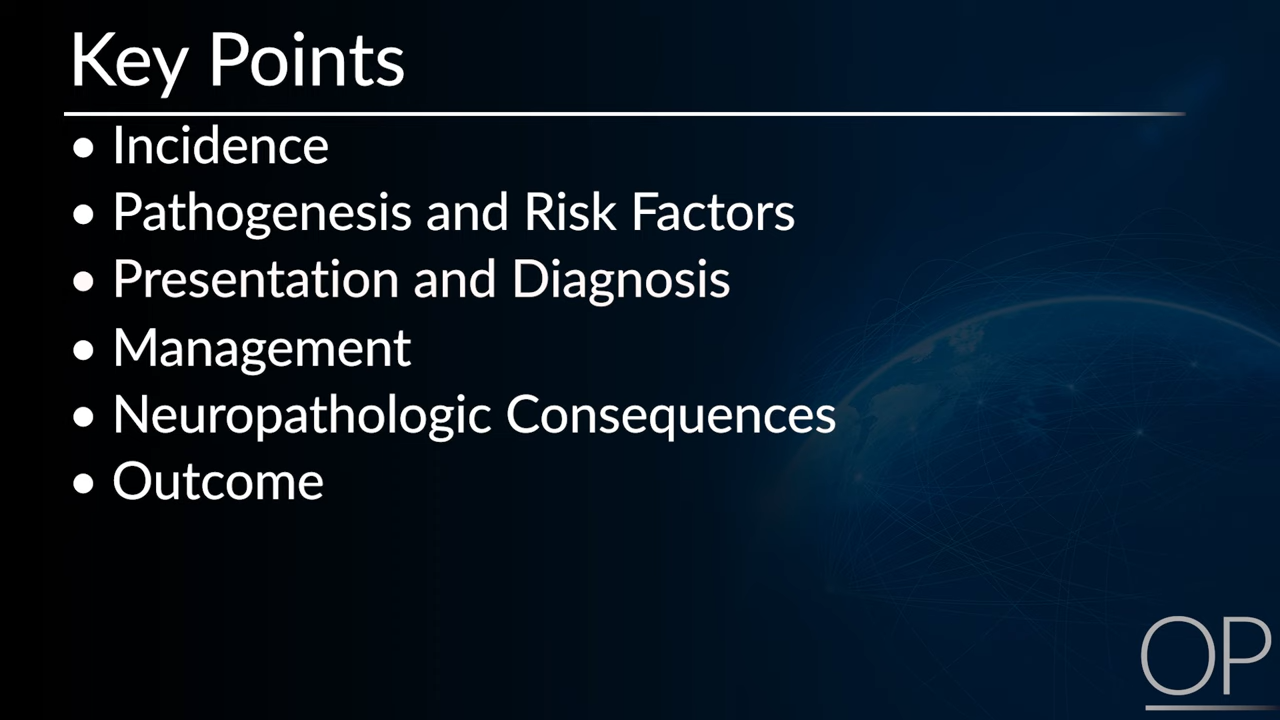 Key Points
• Incidence
• Pathogenesis and Risk Factors
• Presentation and Diagnosis
• Management
• Neuropathologic Consequences
• Outcome
OP